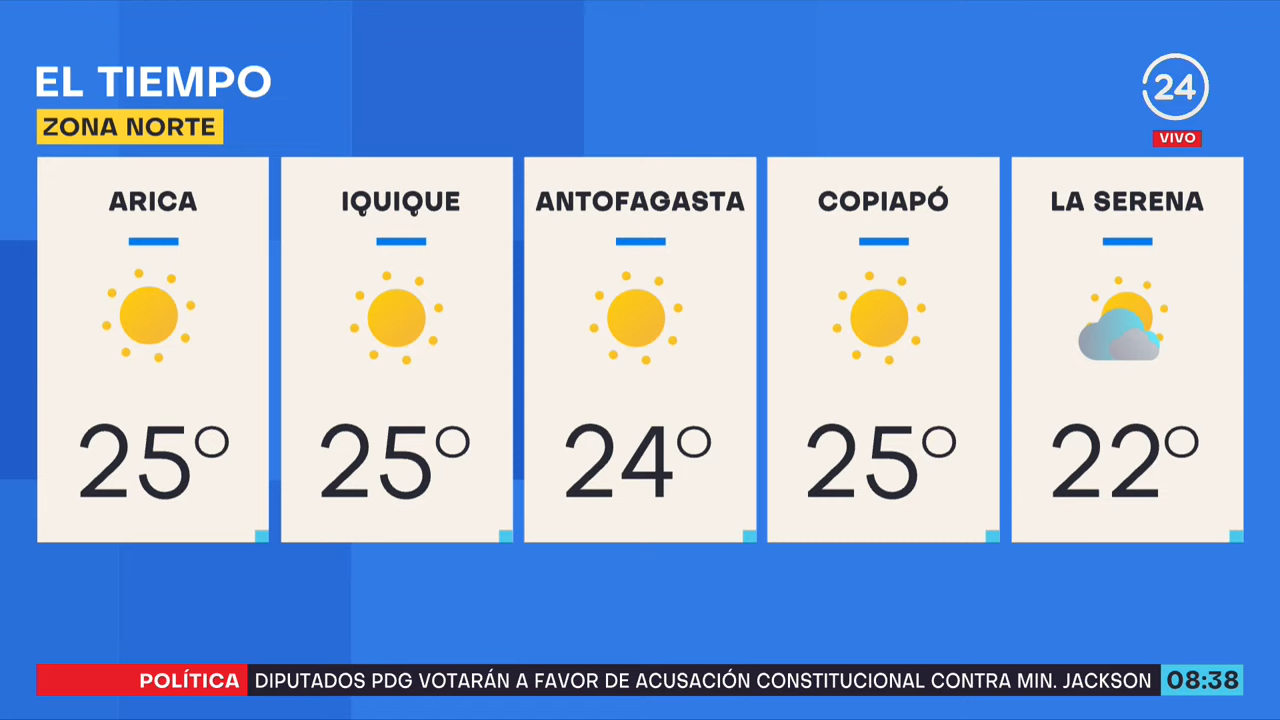 EL TIEMPO
ZONA NORTE
24
VIVO
ARICA
25°
IQUIQUE
25°
ANTOFAGASTA
24°
COPIAPÓ
25°
LA SERENA
22°
POLÍTICA DIPUTADOS PDG VOTARÁN A FAVOR DE ACUSACIÓN CONSTITUCIONAL CONTRA MIN. JACKSON 08:38